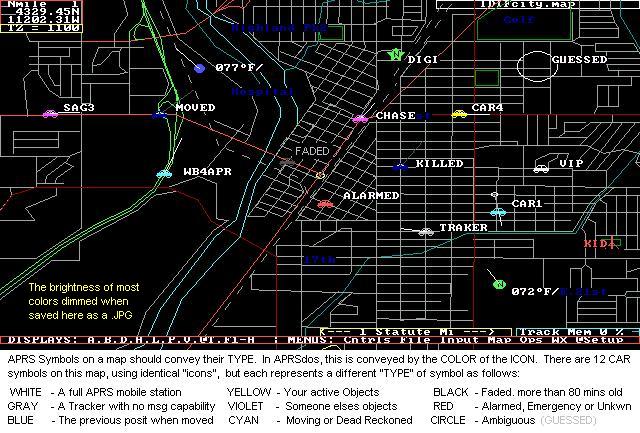 Nmile 1
4329.45N
11202.31W
TZ = 1100
IDIFcity.map
Highland Prk
Golf
DIGI
GUESSED
077°F/
Hospital
SAG3
MOVED
CHASE
CAR4
FADED
WB4APR
KILLED
VIP
ALARMED
CAR1
TRAKER
KID
17th
072°F/
E.21st
The brightness of most
colors dimmed when
saved here as a .JPG
<--- 1 Statute Mi ---> Track Mem 0 %
DISPLAYS: A.B.D.H.L.P.V.@T.F1-H : MENUS: Cntrls File Input Map Ops WX @Setup
APRS Symbols on a map should convey their TYPE. In APRSdos, this is conveyed by the COLOR of the ICON. There are 12 CAR
symbols on this map, using identical "icons", but each represents a different "TYPE" of symbol as follows:
WHITE - A full APRS mobile station YELLOW - Your active Objects BLACK - Faded. more than 80 mins old
GRAY - A Tracker with no msg capability VIOLET - Someone elses objects RED - Alarmed, Emergency or Unkwn
BLUE - The previous posit when moved CYAN - Moving or Dead Reckoned CIRCLE - Ambiguous (GUESSED)